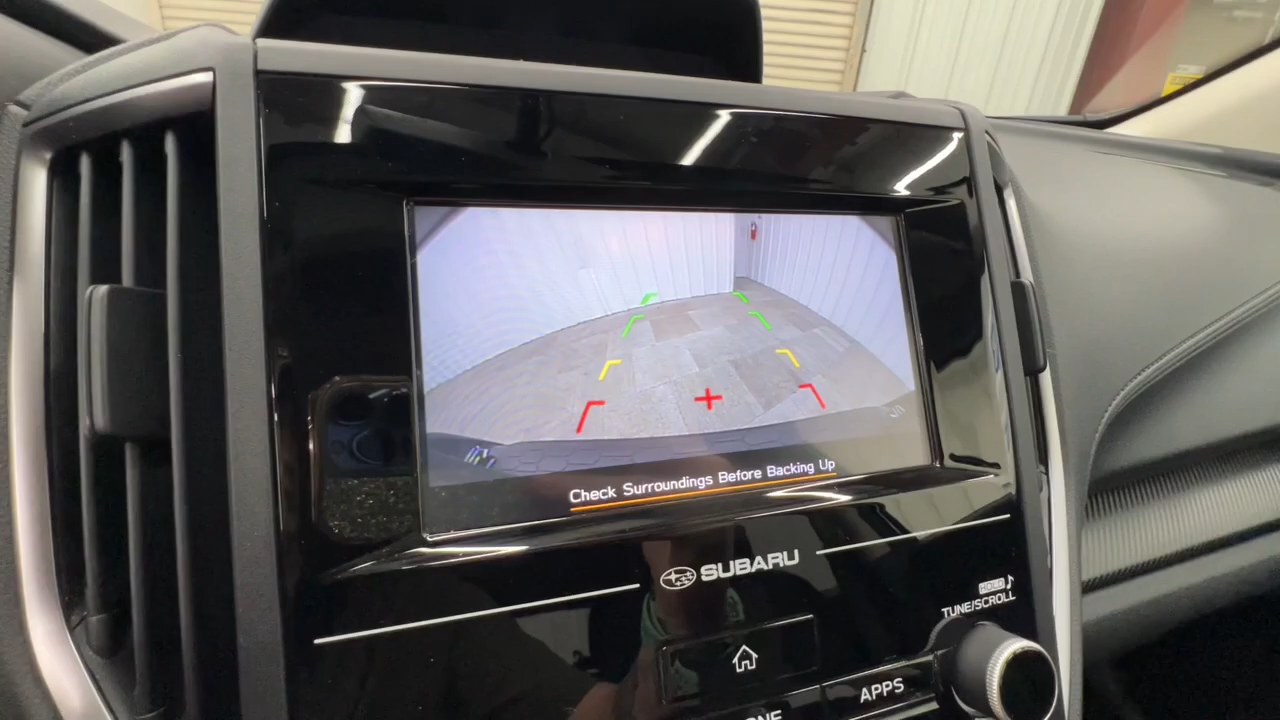 Check Surroundings Before Backing Up
SUBARU
HOLD
TUNE/SCROLL
APPS